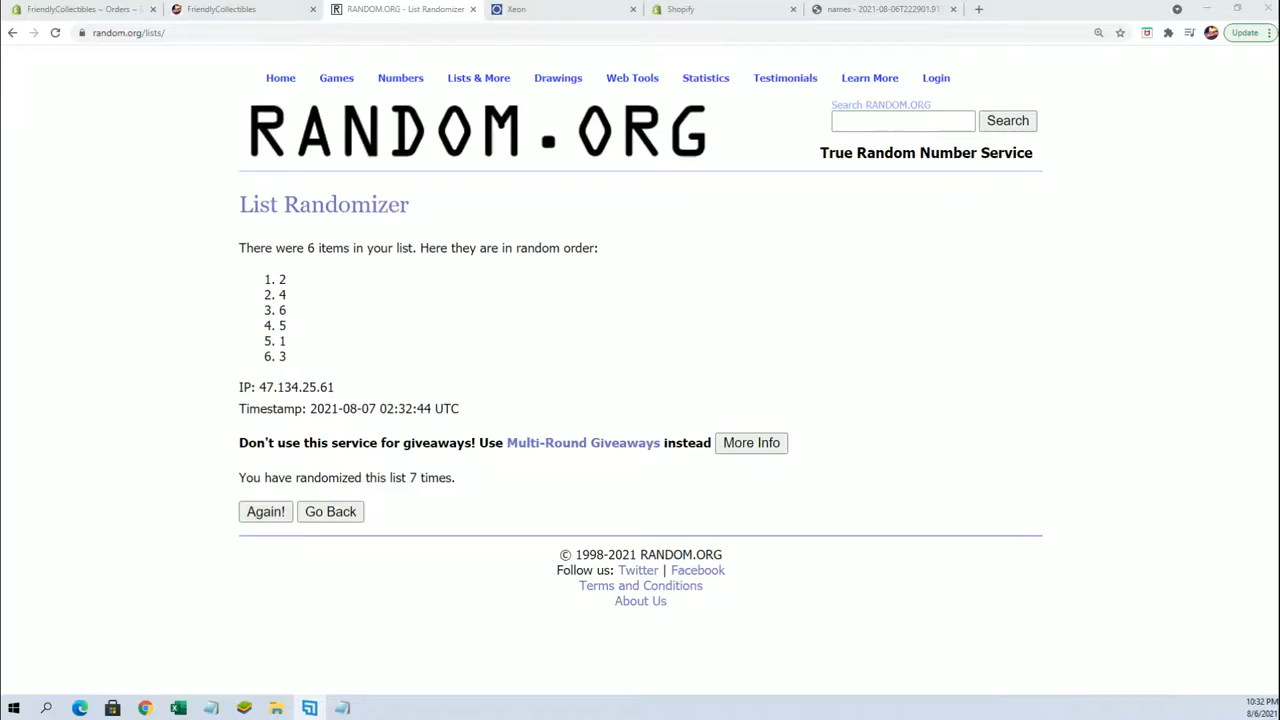 FriendlyCollectibles ~ Orders ~
FriendlyCollectibles
RANDOM.ORG - List Randomizer
Xeon
Shopify
names - 2021-08-06T222901.91
random.org/lists/
Update
Home Games Numbers Lists & More Drawings Web Tools Statistics Testimonials Learn More Login
RANDOM.ORG
Search RANDOM.ORG
Search
True Random Number Service
List Randomizer
There were 6 items in your list. Here they are in random order:
1. 2
2. 4
3. 6
4. 5
5. 1
6. 3
IP: 47.134.25.61
Timestamp: 2021-08-07 02:32:44 UTC
Don't use this service for giveaways! Use Multi-Round Giveaways instead More Info
You have randomized this list 7 times.
Again! Go Back
© 1998-2021 RANDOM.ORG
Follow us: Twitter | Facebook
Terms and Conditions
About Us
10:32 PM
8/6/2021